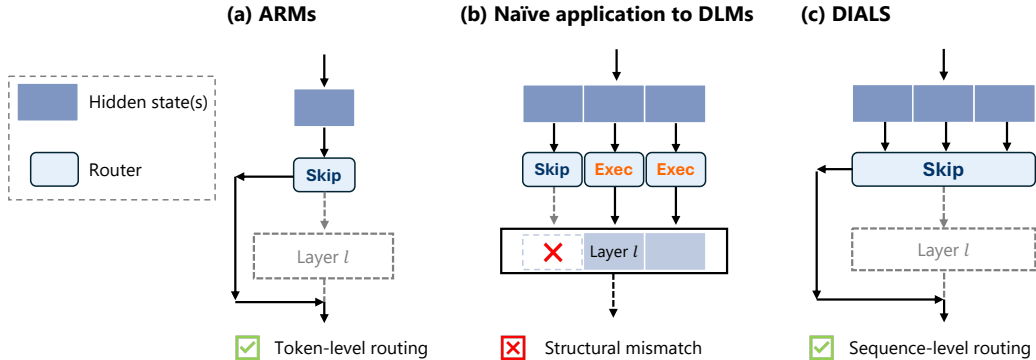 (a) ARMs
(b) Naïve application to DLMs
(c) DIALS
Hidden state(s)
Router
Skip
Layer l
Token-level routing
Skip
Exec
Exec
Layer l
Structural mismatch
Skip
Layer l
Sequence-level routing